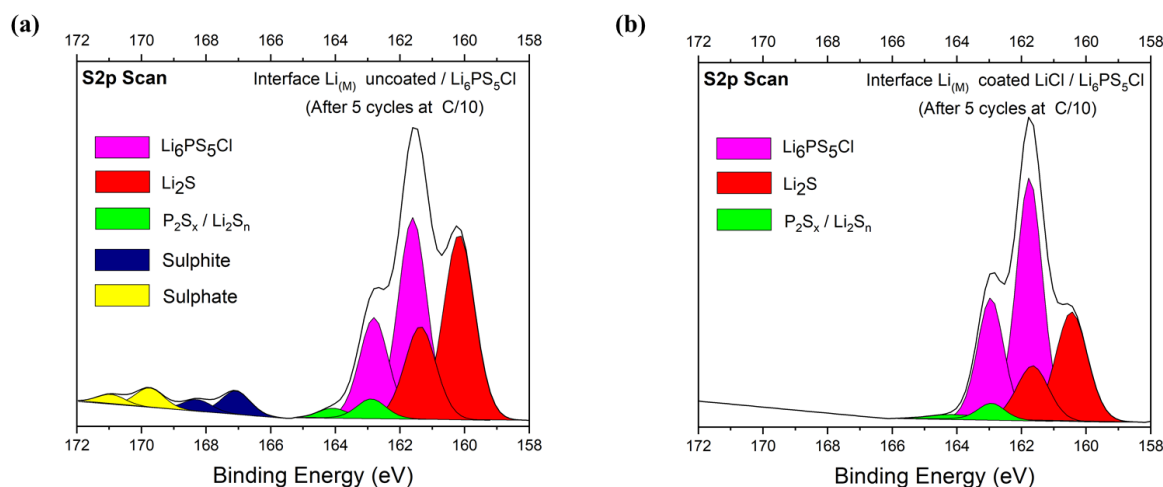 (a)
172 170 168 166 164 162 160 158
S2p Scan
Interface Li(M) uncoated / Li6PS5Cl
(After 5 cycles at C/10)
Li6PS5Cl
Li2S
P2Sx / Li2Sn
Sulphite
Sulphate
172 170 168 166 164 162 160 158
Binding Energy (eV)
(b)
172 170 168 166 164 162 160 158
S2p Scan
Interface Li(M) coated LiCl / Li6PS5Cl
(After 5 cycles at C/10)
Li6PS5Cl
Li2S
P2Sx / Li2Sn
172 170 168 166 164 162 160 158
Binding Energy (eV)